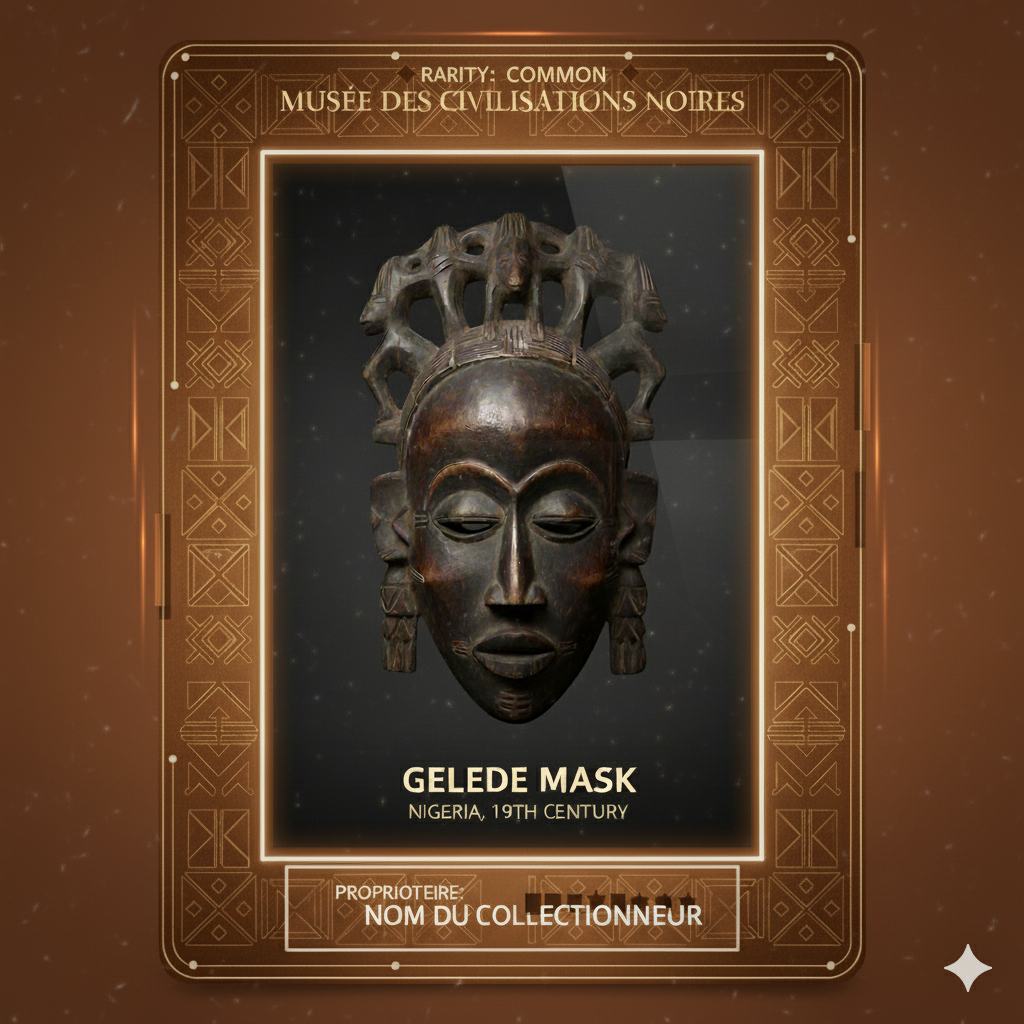 RARITY: COMMON
MUSÉE DES CIVILISATIONS NOIRES
GELEDE MASK
NIGERIA, 19TH CENTURY
PROPRIOTEIRE:
NOM DU COLLECTIONNEUR